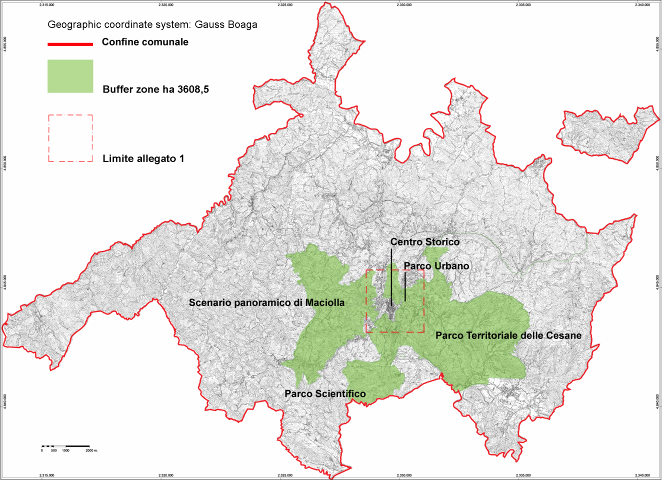 Geographic coordinate system: Gauss Boaga
Confine comunale
Buffer zone ha 3608,5
Limite allegato 1
Centro Storico
Parco Urbano
Scenario panoramico di Maciolla
Parco Territoriale delle Cesane
Parco Scientifico